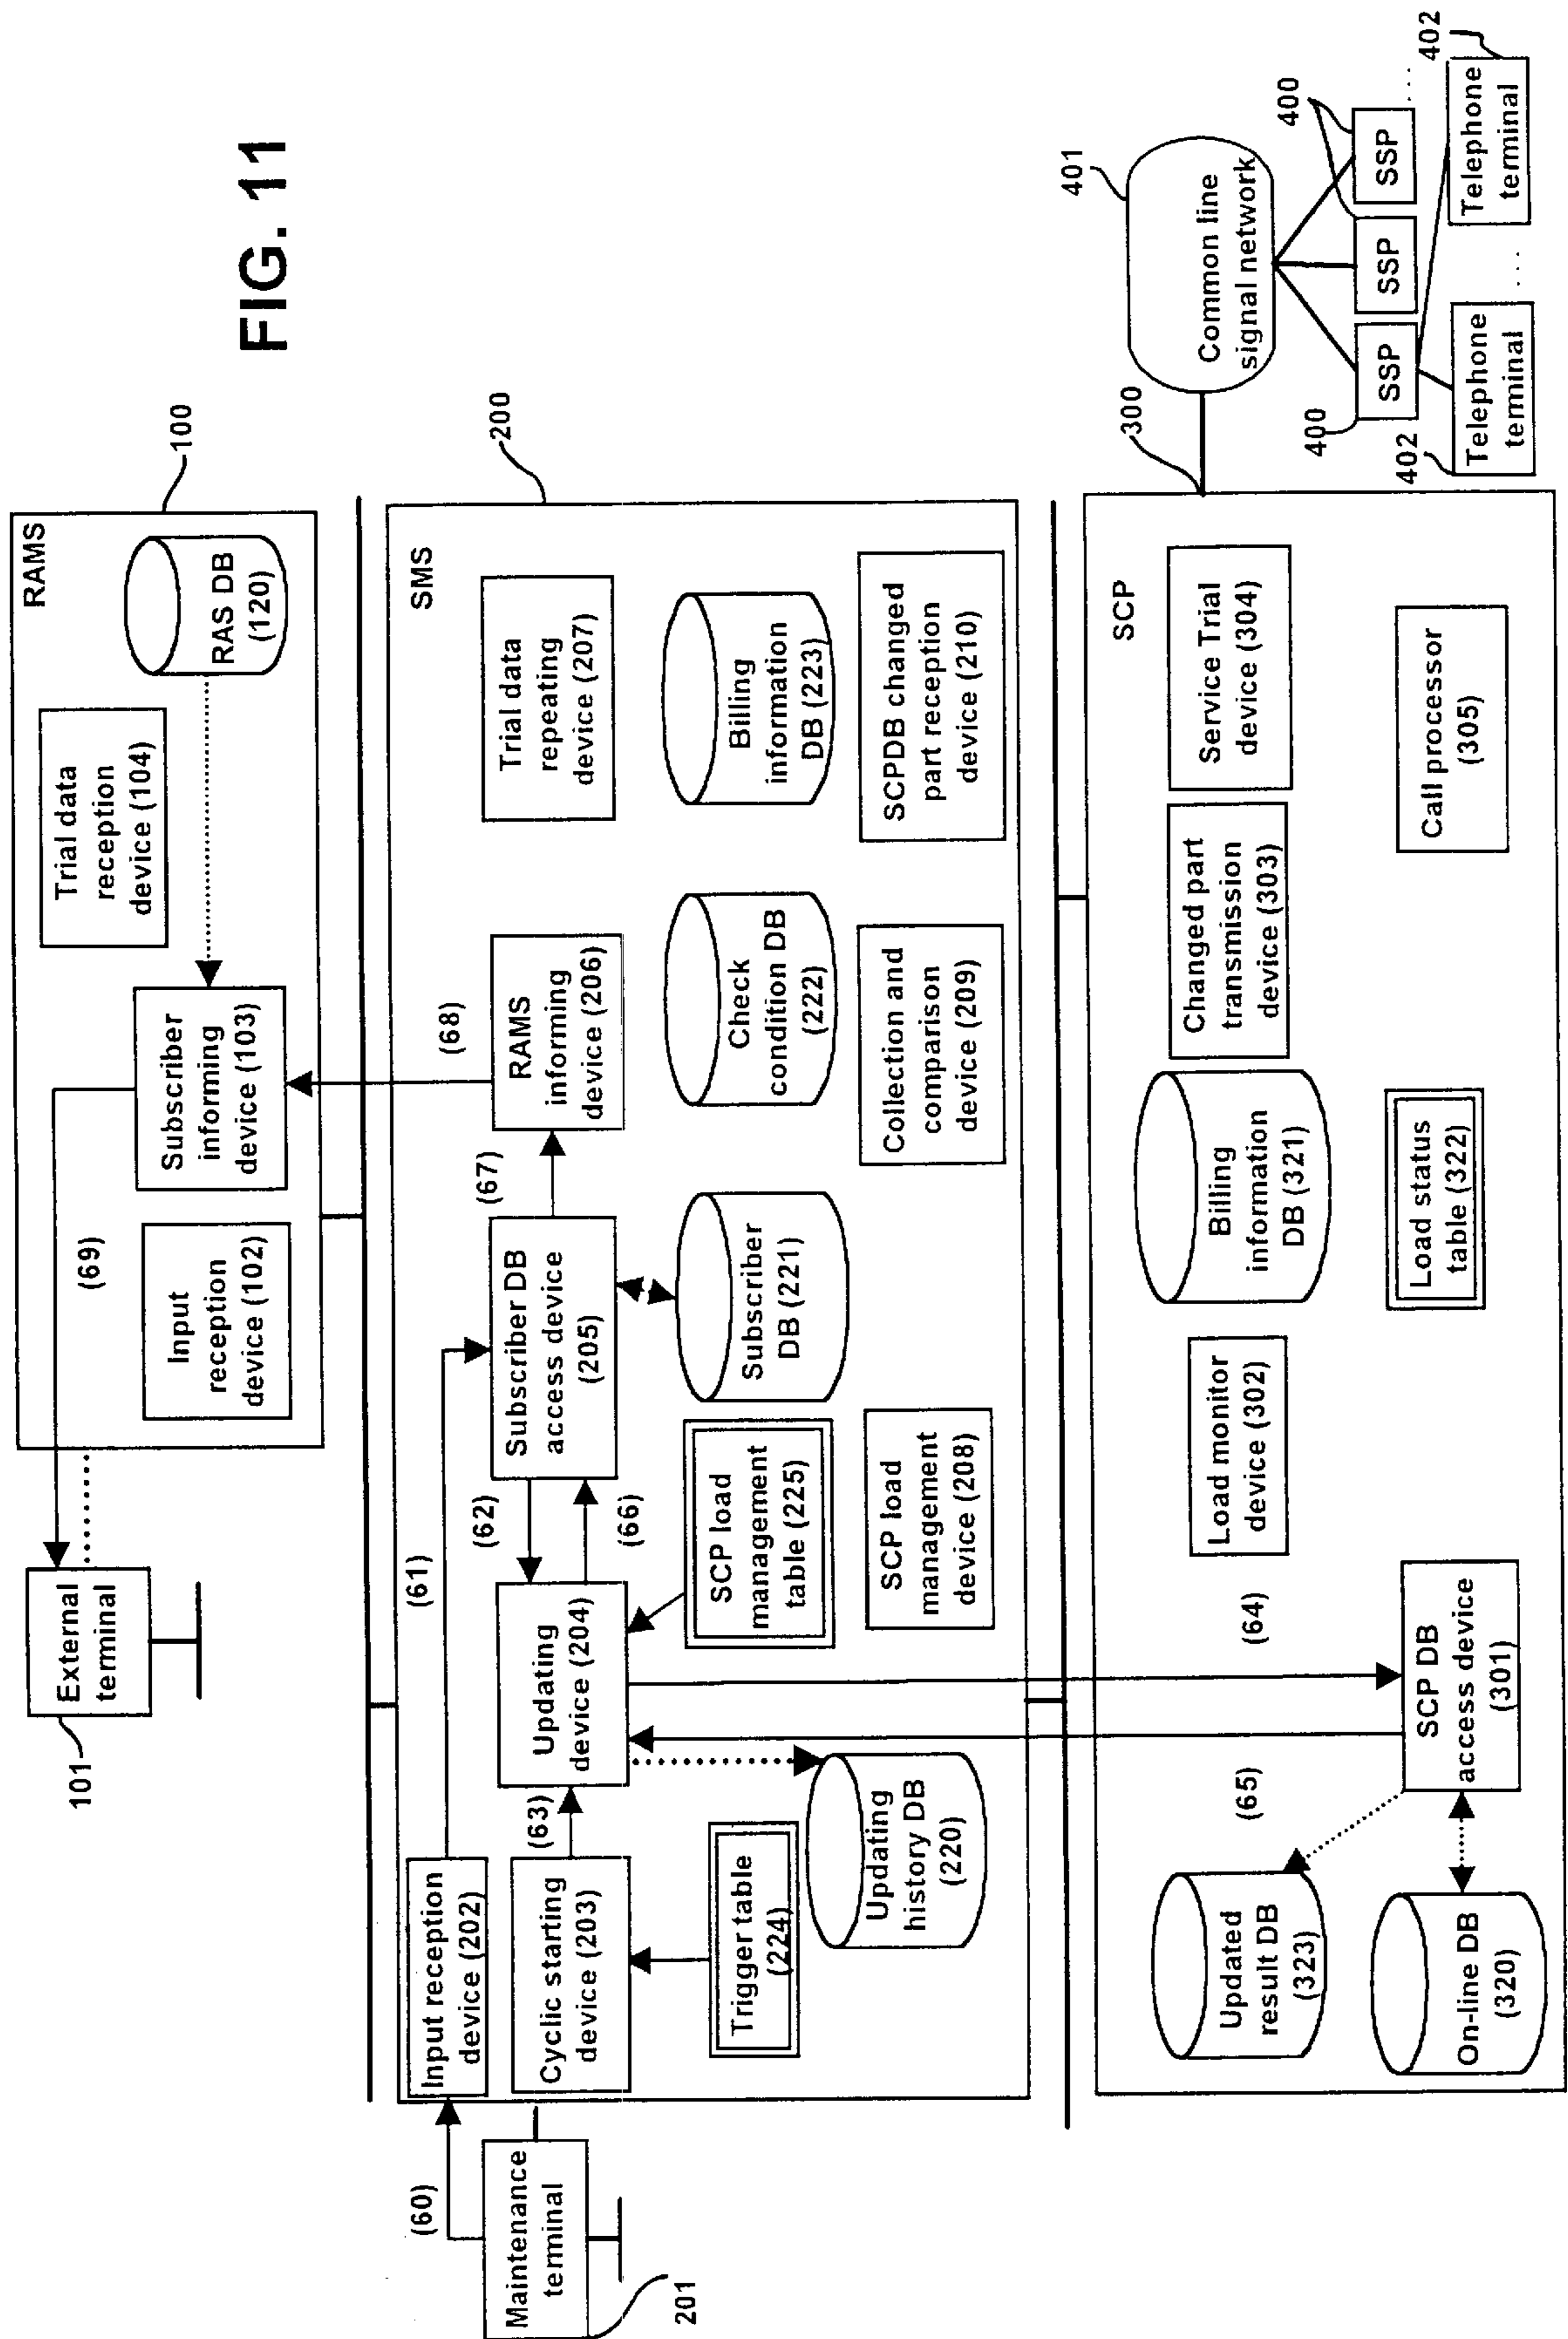 FIG. 11
RAMS
100
External
terminal
101
(69)
Input
reception
device (102)
Subscriber
informing
device (103)
Trial data
reception
device (104)
RAS DB
(120)
(68)
SMS
200
Maintenance
terminal
201
(60)
Input reception
device (202)
(61)
Cyclic starting
device (203)
(63)
Updating
device (204)
(62)
(66)
Subscriber DB
access device
(205)
(67)
RAMS
informing
device (206)
Trial data
repeating
device (207)
Trigger table
(224)
Updating
history DB
(220)
SCP load
management
table (225)
Subscriber
DB (221)
Check
condition DB
(222)
Billing
information
DB (223)
SCP load
management
device (208)
Collection and
comparison
device (209)
SCPDB changed
part reception
device (210)
SCP
300
(65)
(64)
Updated
result DB
(323)
On-line DB
(320)
SCP DB
access device
(301)
Load monitor
device (302)
Billing
information
DB (321)
Load status
table (322)
Changed part
transmission
device (303)
Service Trial
device (304)
Call processor
(305)
401
Common line
signal network
400
400
SSP
SSP
SSP
....
402
402
Telephone
terminal
....
Telephone
terminal